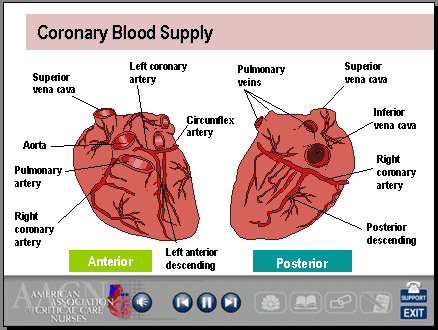 Coronary Blood Supply
Superior
vena cava
Left coronary
artery
Circumflex
artery
Aorta
Pulmonary
artery
Right
coronary
artery
Left anterior
descending
Anterior
Pulmonary
veins
Superior
vena cava
Inferior
vena cava
Right
coronary
artery
Posterior
descending
Posterior
AMERICAN
ASSOCIATION
of CRITICAL-CARE
NURSES
SUPPORT
EXIT